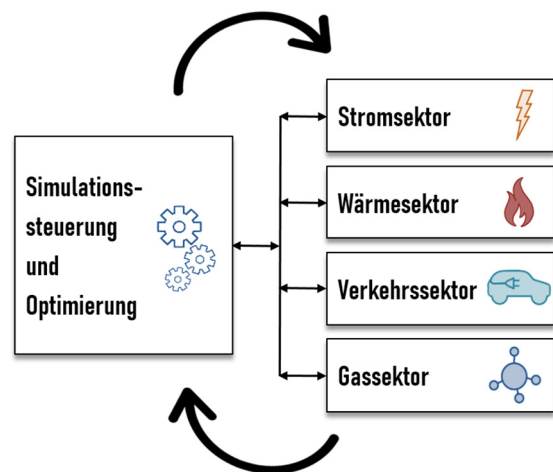 Simulations-
steuerung
und
Optimierung
Stromsektor
Wärmesektor
Verkehrssektor
Gassektor